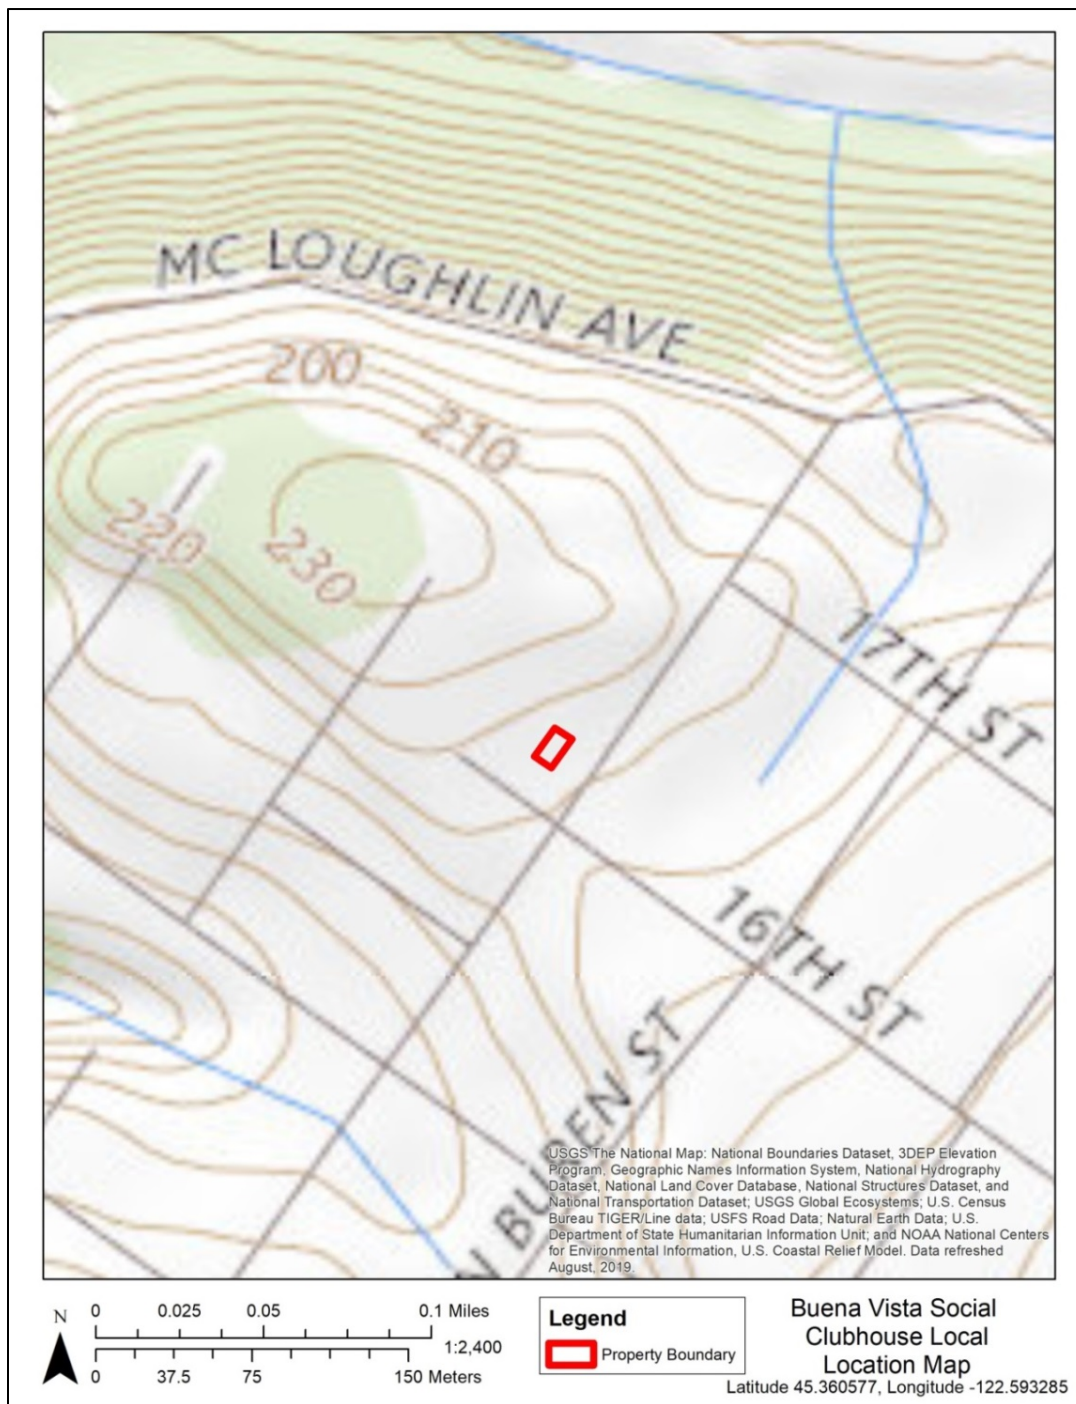 MC LOUGHLIN AVE
200
210
220
230
17TH ST
16TH ST
N BUREN ST
USGS The National Map: National Boundaries Dataset, 3DEP Elevation
Program, Geographic Names Information System, National Hydrography
Dataset, National Land Cover Database, National Structures Dataset, and
National Transportation Dataset; USGS Global Ecosystems; U.S. Census
Bureau TIGER/Line data; USFS Road Data; Natural Earth Data; U.S.
Department of State Humanitarian Information Unit; and NOAA National Centers
for Environmental Information, U.S. Coastal Relief Model. Data refreshed
August, 2019.
N
0 0.025 0.05 0.1 Miles
1:2,400
0 37.5 75 150 Meters
Legend
Property Boundary
Buena Vista Social
Clubhouse Local
Location Map
Latitude 45.360577, Longitude -122.593285